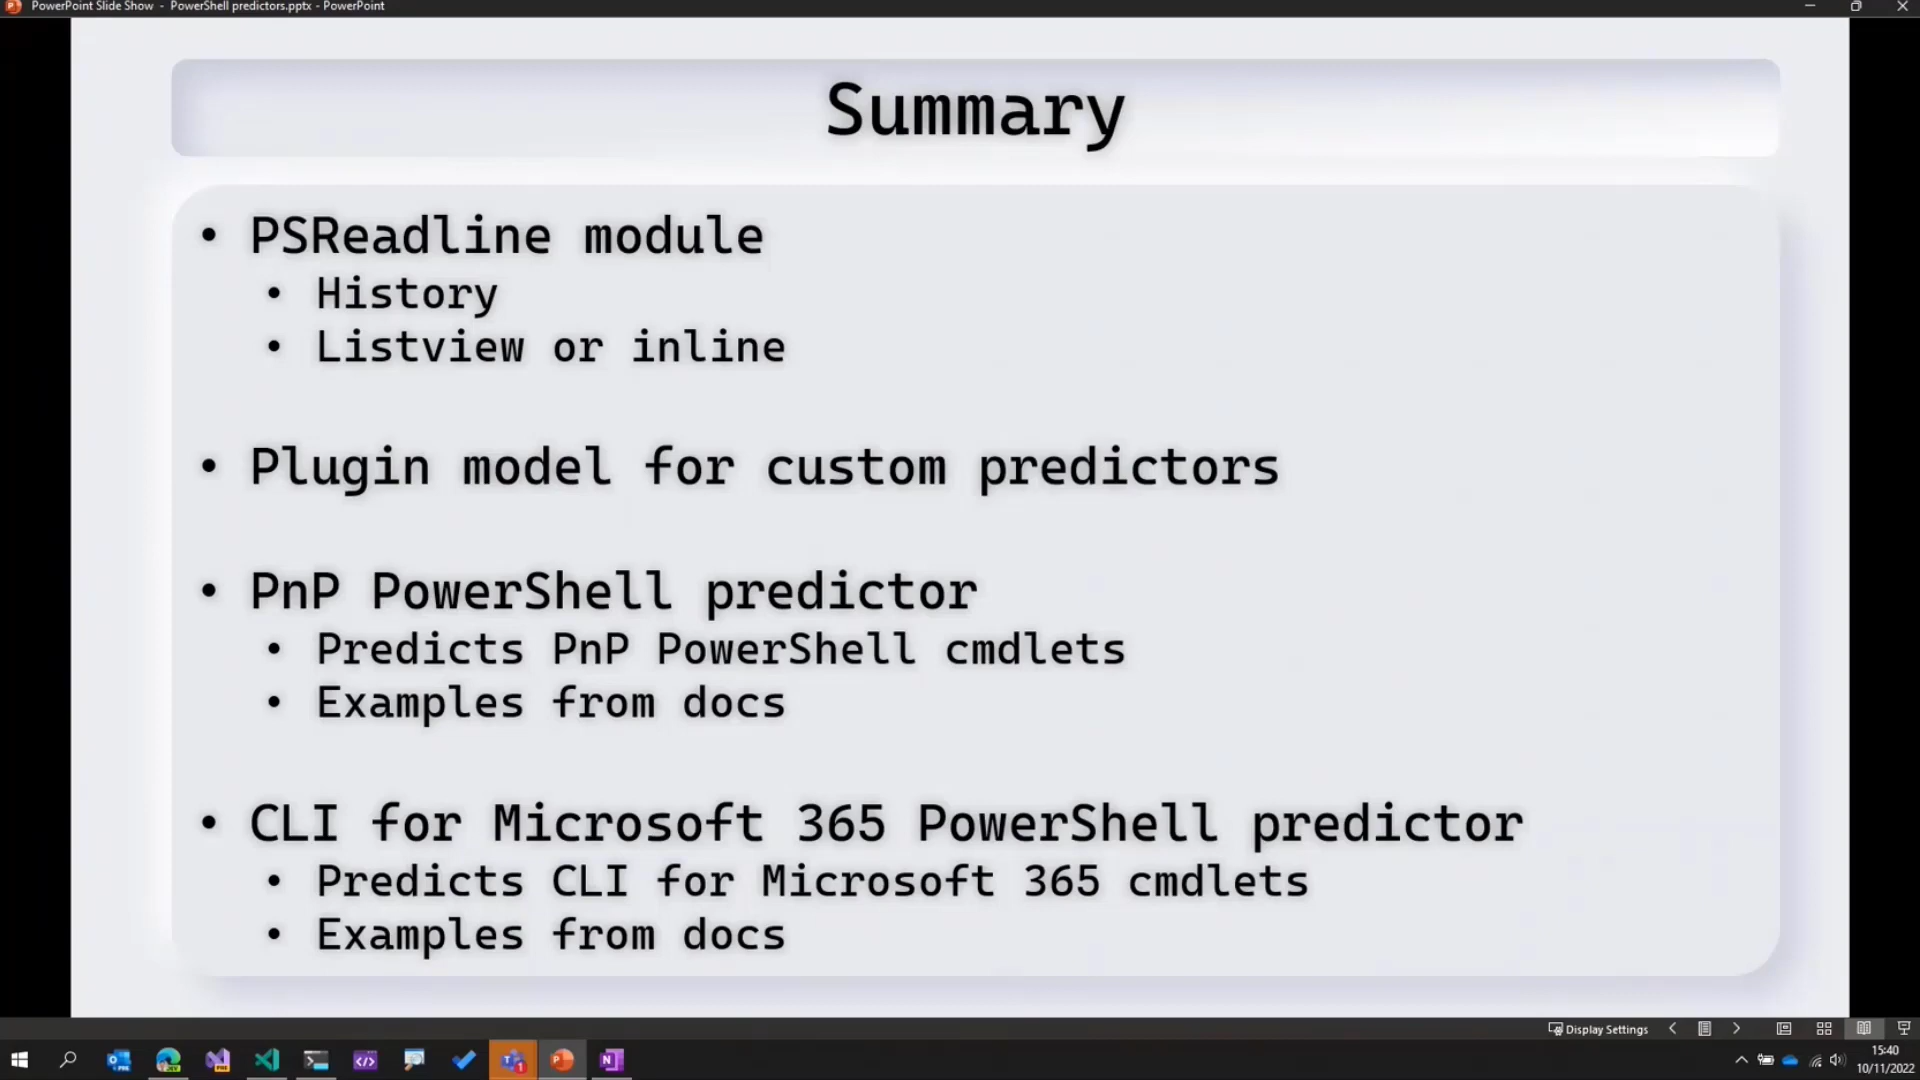 PowerPoint Slide Show - PowerShell predictors.pptx - PowerPoint
Summary
• PSReadline module
• History
• Listview or inline
• Plugin model for custom predictors
• PnP PowerShell predictor
• Predicts PnP PowerShell cmdlets
• Examples from docs
• CLI for Microsoft 365 PowerShell predictor
• Predicts CLI for Microsoft 365 cmdlets
• Examples from docs
Display Settings
15:40
10/11/2022